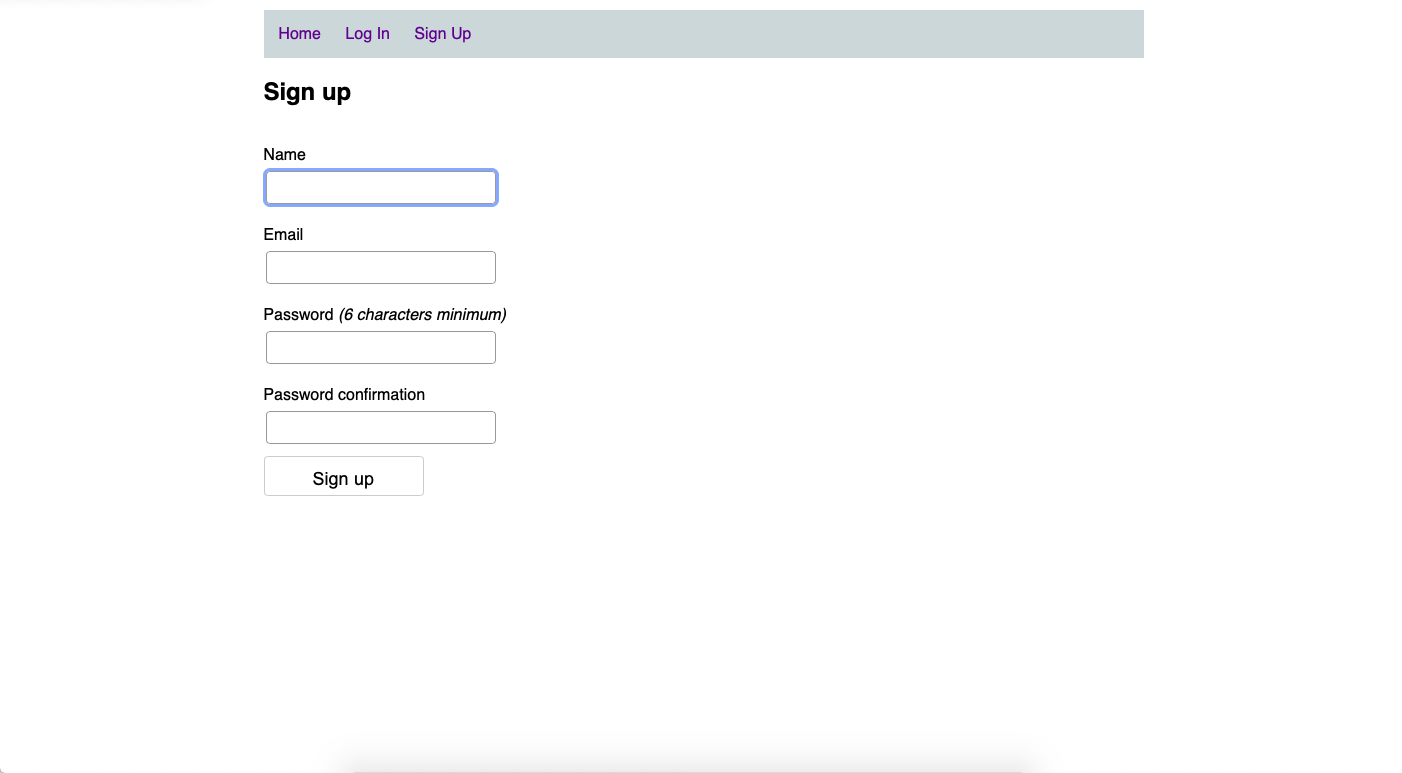 Home Log In Sign Up
Sign up
Name
Email
Password (6 characters minimum)
Password confirmation
Sign up